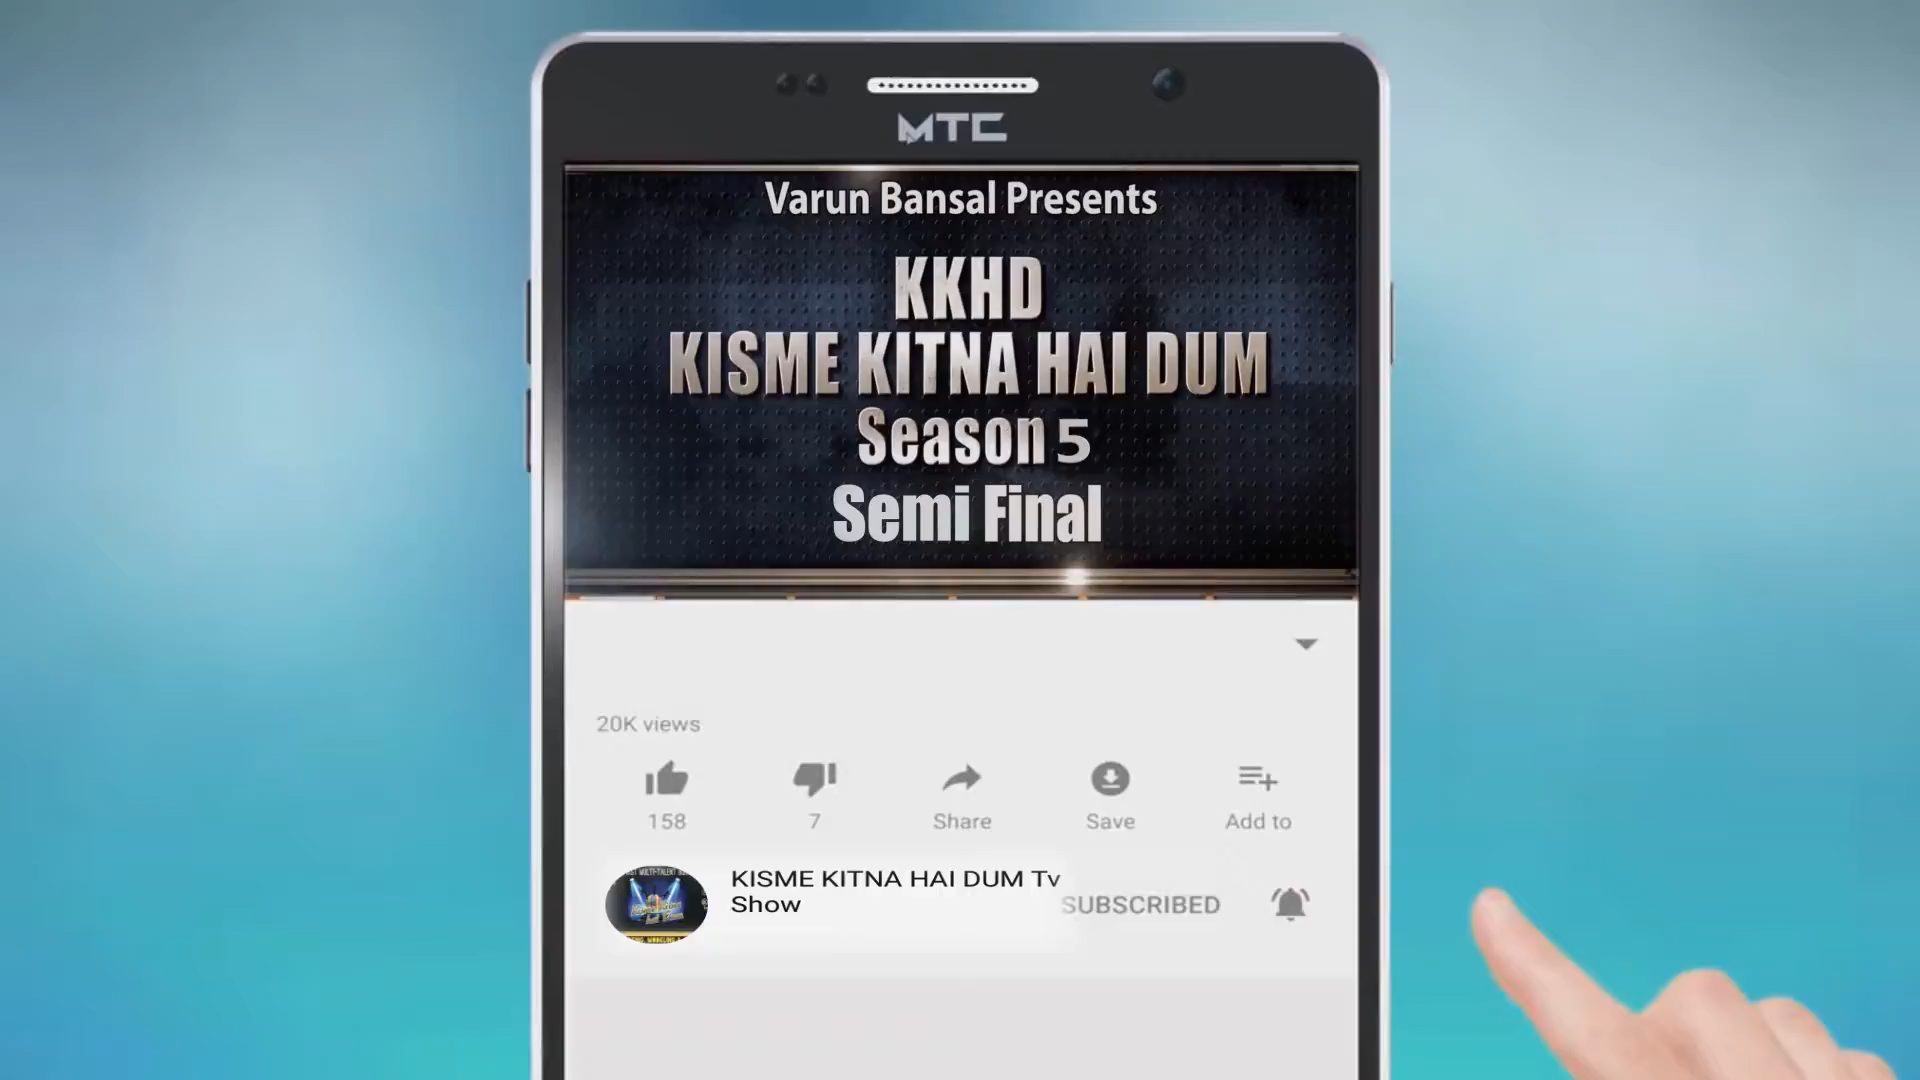 MTC
Varun Bansal Presents
KKHD
KISME KITNA HAI DUM
Season 5
Semi Final
20K views
158
7
Share
Save
Add to
KISME KITNA HAI DUM Tv
Show
SUBSCRIBED